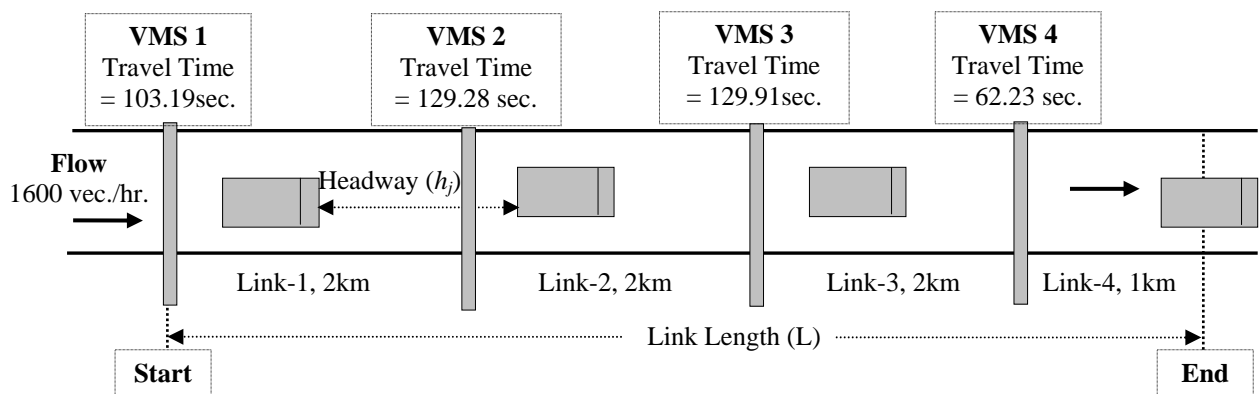 VMS 1
Travel Time
= 103.19sec.
VMS 2
Travel Time
= 129.28 sec.
VMS 3
Travel Time
= 129.91sec.
VMS 4
Travel Time
= 62.23 sec.
Flow
1600 vec./hr.
Headway (hj)
Link-1, 2km
Link-2, 2km
Link-3, 2km
Link-4, 1km
Link Length (L)
Start
End